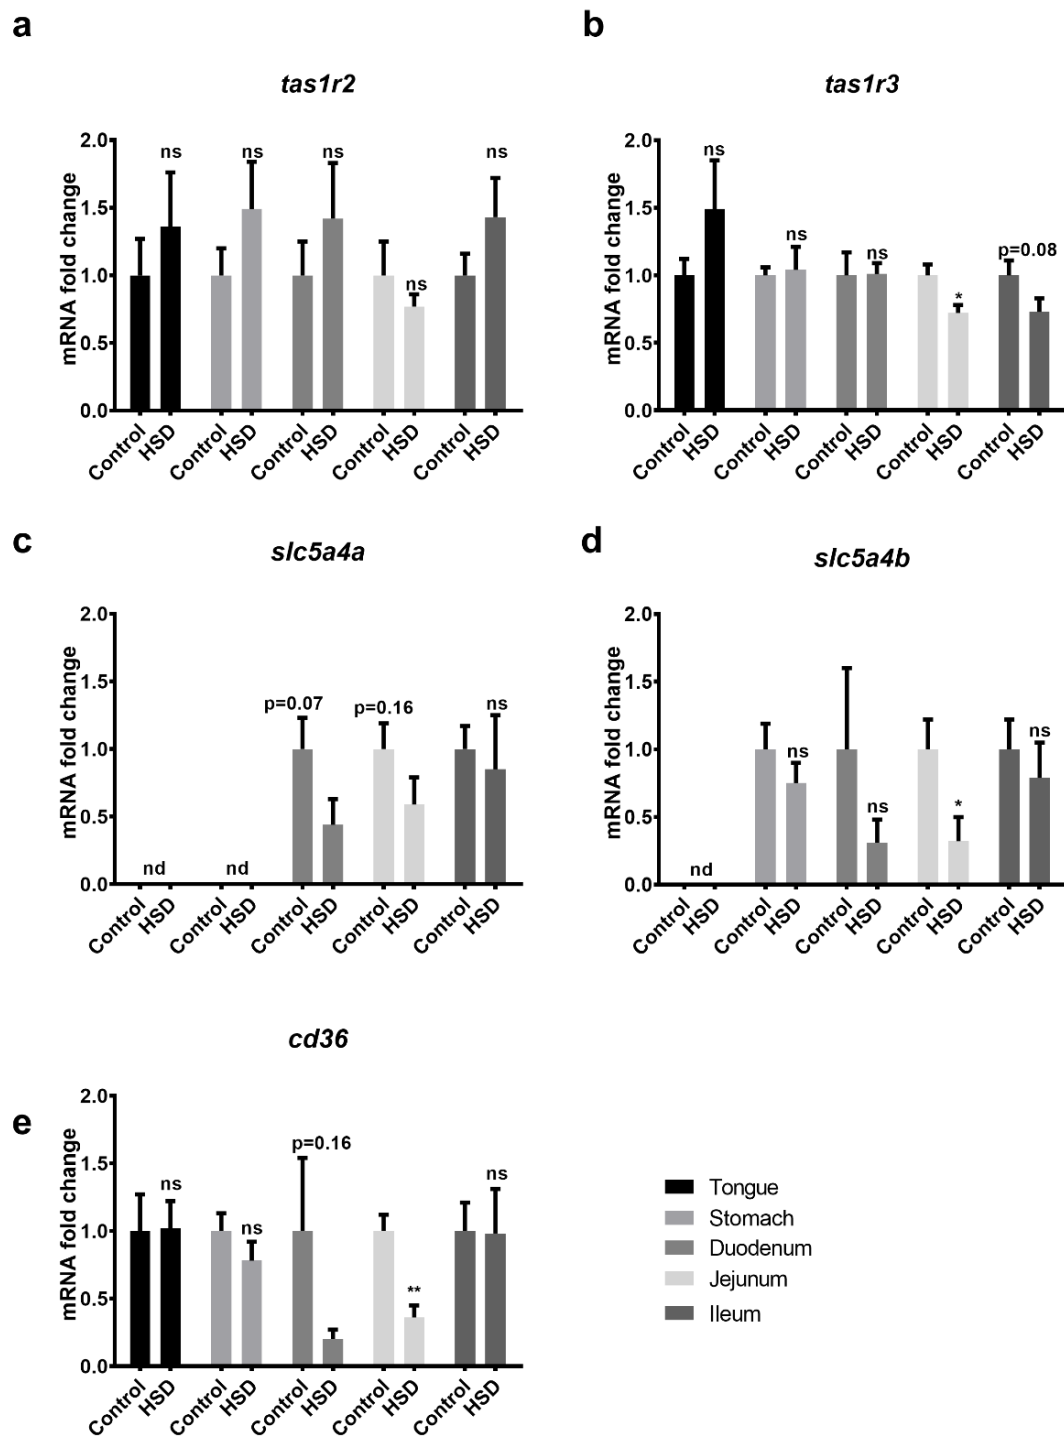 a
b
tas1r2
tas1r3
mRNA fold change
2.0
1.5
1.0
0.5
0.0
ns
ns
ns
ns
ns
Control
HSD
Control
HSD
Control
HSD
Control
HSD
Control
HSD
mRNA fold change
2.0
1.5
1.0
0.5
0.0
ns
ns
ns
*
p=0.08
Control
HSD
Control
HSD
Control
HSD
Control
HSD
Control
HSD
c
d
slc5a4a
slc5a4b
mRNA fold change
2.0
1.5
1.0
0.5
0.0
nd
nd
p=0.07
p=0.16
ns
Control
HSD
Control
HSD
Control
HSD
Control
HSD
Control
HSD
mRNA fold change
2.0
1.5
1.0
0.5
0.0
nd
ns
ns
*
ns
Control
HSD
Control
HSD
Control
HSD
Control
HSD
Control
HSD
e
cd36
mRNA fold change
2.0
1.5
1.0
0.5
0.0
ns
ns
p=0.16
**
ns
Control
HSD
Control
HSD
Control
HSD
Control
HSD
Control
HSD
Tongue
Stomach
Duodenum
Jejunum
Ileum